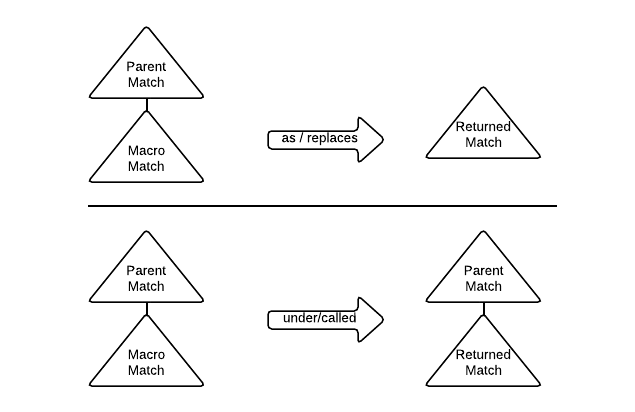 Parent
Match
Macro
Match
as / replaces
Returned
Match
Parent
Match
Macro
Match
under/called
Parent
Match
Returned
Match